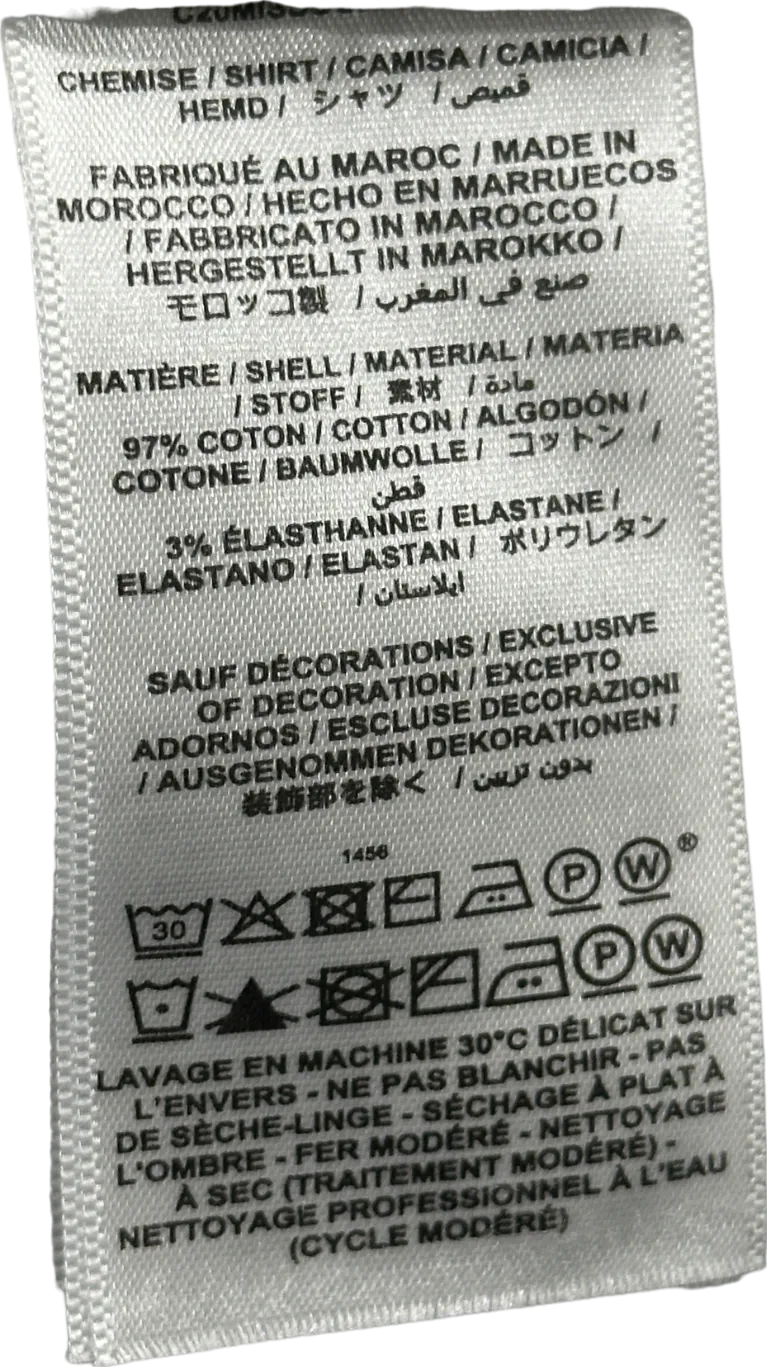 CHEMISE / SHIRT / CAMISA / CAMICIA /
HEMD / シャツ / قميص
FABRIQUÉ AU MAROC / MADE IN
MOROCCO / HECHO EN MARRUECOS
/ FABBRICATO IN MAROCCO /
HERGESTELLT IN MAROKKO /
モロッコ製 / صنع في المغرب
MATIÈRE / SHELL / MATERIAL / MATERIA
/ STOFF / 素材 / مادة
97% COTON / COTTON / ALGODÓN /
COTONE / BAUMWOLLE / コットン /
قطن
3% ÉLASTHANNE / ELASTANE /
ELASTANO / ELASTAN / ポリウレタン
/ ايلاستان
SAUF DÉCORATIONS / EXCLUSIVE
OF DECORATION / EXCEPTO
ADORNOS / ESCLUSE DECORAZIONI
/ AUSGENOMMEN DEKORATIONEN /
装飾部を除く / بدون تزيين
1456
30 P W ®
P W
LAVAGE EN MACHINE 30°C DÉLICAT SUR
L'ENVERS - NE PAS BLANCHIR - PAS
DE SÈCHE-LINGE - SÉCHAGE À PLAT À
L'OMBRE - FER MODÉRÉ - NETTOYAGE
À SEC (TRAITEMENT MODÉRÉ) -
NETTOYAGE PROFESSIONNEL À L'EAU
(CYCLE MODÉRÉ)